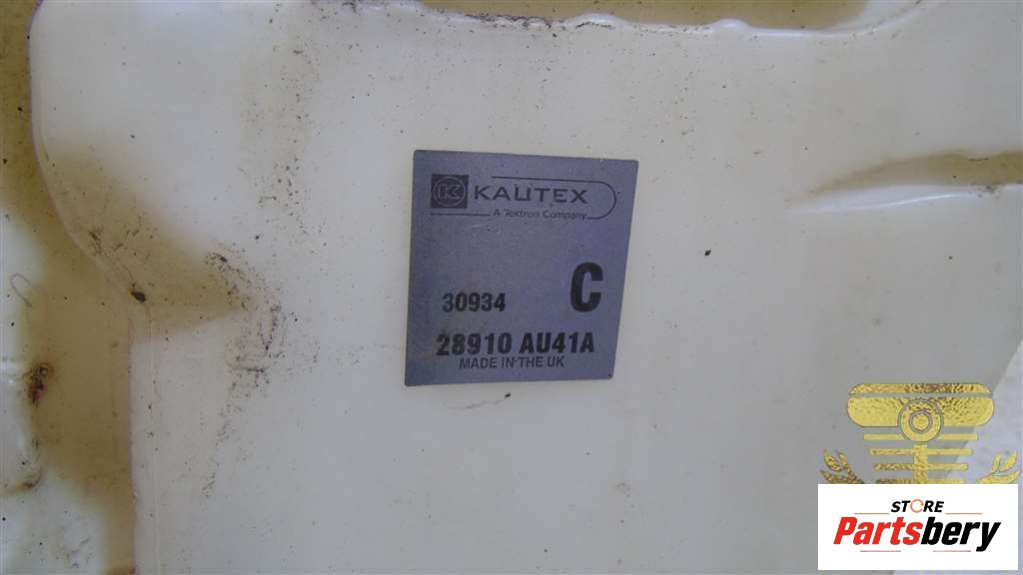 KAUTEX
A Textron Company
30934 C
28910 AU41A
MADE IN THE UK
STORE
Partsbery